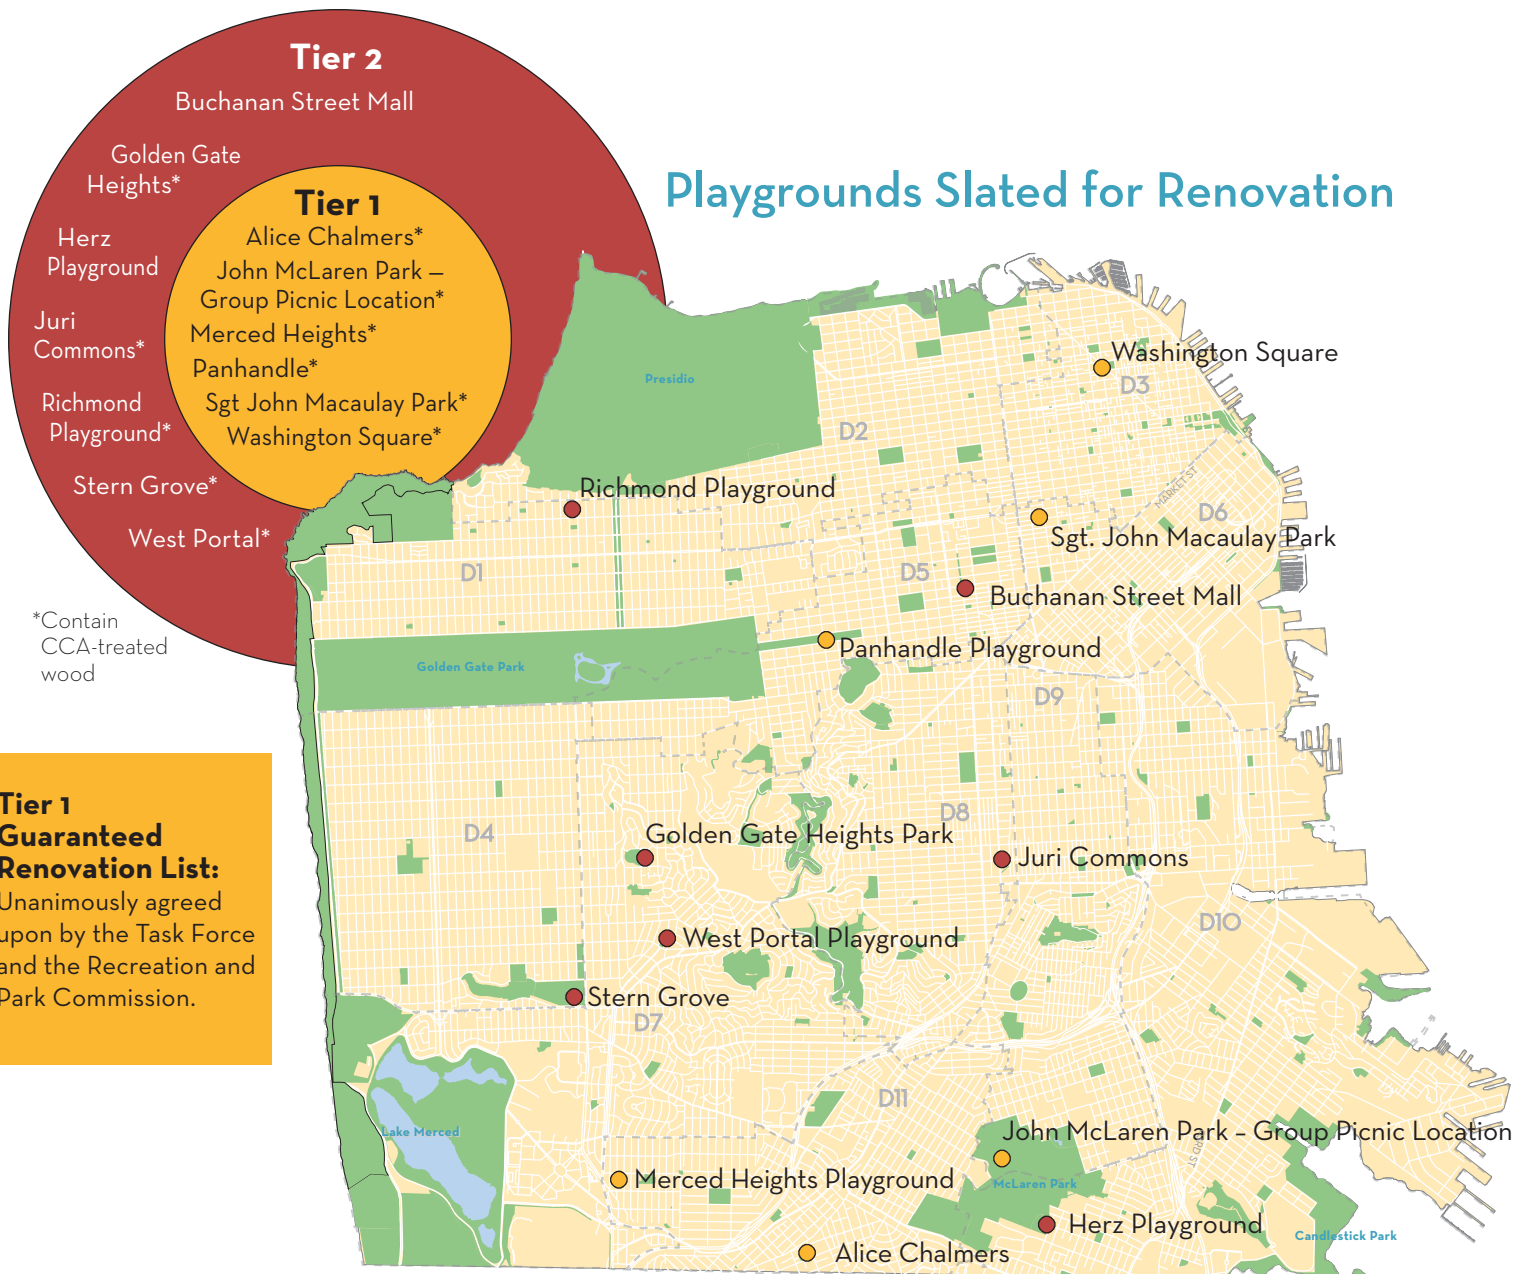 Tier 2
Buchanan Street Mall
Golden Gate
Heights*
Herz
Playground
Juri
Commons*
Richmond
Playground*
Stern Grove*
West Portal*
Tier 1
Alice Chalmers*
John McLaren Park –
Group Picnic Location*
Merced Heights*
Panhandle*
Sgt John Macaulay Park*
Washington Square*
*Contain
CCA-treated
wood
Tier 1
Guaranteed
Renovation List:
Unanimously agreed
upon by the Task Force
and the Recreation and
Park Commission.
Playgrounds Slated for Renovation
Washington Square
D3
Presidio
D2
Richmond Playground
MARKET ST
D6
Sgt. John Macaulay Park
D1
D5
Buchanan Street Mall
Panhandle Playground
Golden Gate Park
D9
D8
D4
Golden Gate Heights Park
Juri Commons
D10
West Portal Playground
Stern Grove
D7
D11
Lake Merced
John McLaren Park – Group Picnic Location
Merced Heights Playground
McLaren Park
Herz Playground
Candlestick Park
Alice Chalmers